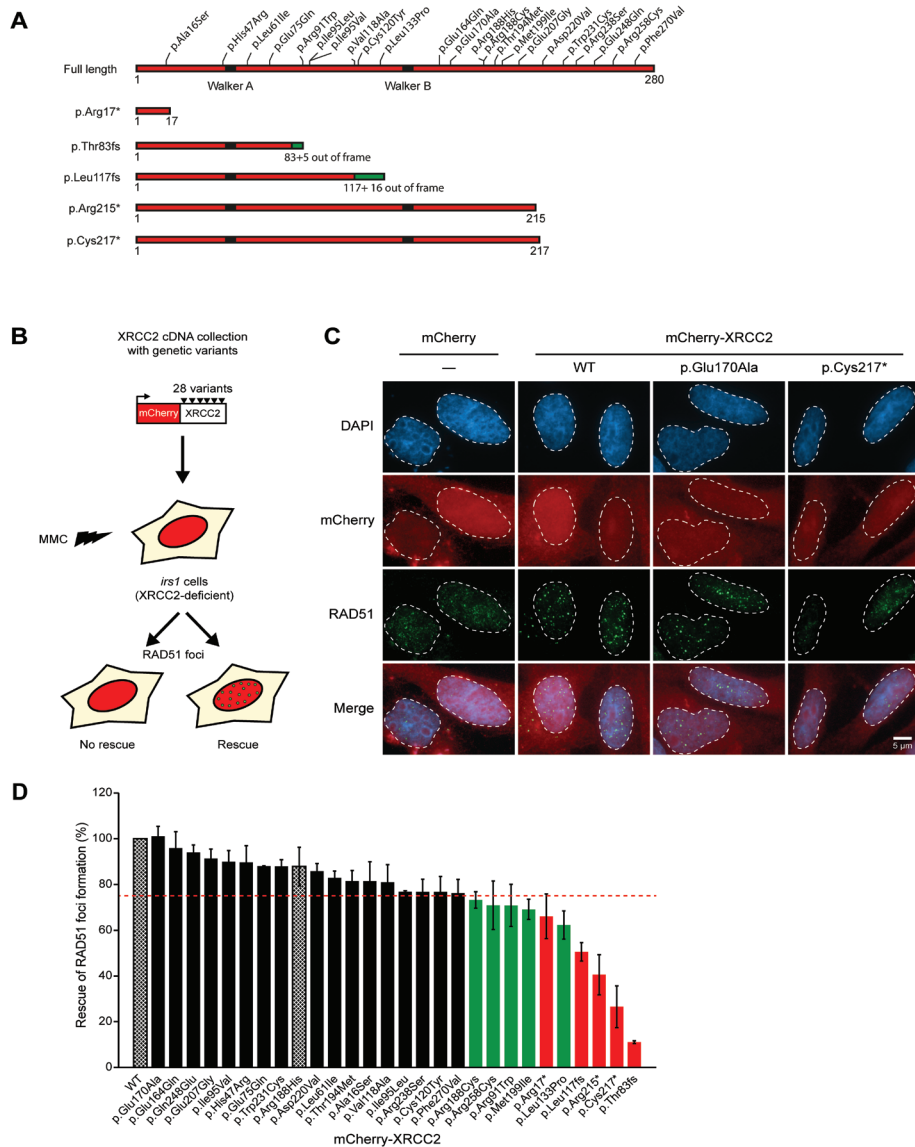 A
p.Ala16Ser
p.His47Arg
p.Leu61Ile
p.Glu75Gln
p.Arg91Trp
p.Ile95Leu
p.Ile95Val
p.Val118Ala
p.Cys120Tyr
p.Leu133Pro
p.Glu164Gln
p.Glu170Ala
p.Arg188His
p.Arg188Cys
p.Thr194Met
p.Met199Ile
p.Glu207Gly
p.Asp220Val
p.Trp231Cys
p.Arg238Ser
p.Glu248Gln
p.Arg258Cys
p.Phe270Val
Full length
1 280
Walker A Walker B
p.Arg17*
1 17
p.Thr83fs
1 83+5 out of frame
p.Leu117fs
1 117+ 16 out of frame
p.Arg215*
1 215
p.Cys217*
1 217
B
XRCC2 cDNA collection
with genetic variants
28 variants
mCherry XRCC2
MMC
irs1 cells
(XRCC2-deficient)
RAD51 foci
No rescue Rescue
C
mCherry mCherry-XRCC2
— WT p.Glu170Ala p.Cys217*
DAPI
mCherry
RAD51
Merge
5 µm
D
Rescue of RAD51 foci formation (%)
120
100
80
60
40
20
0
WT
p.Glu170Ala
p.Glu164Gln
p.Gln248Glu
p.Glu207Gly
p.Ile95Val
p.His47Arg
p.Glu75Gln
p.Trp231Cys
p.Arg188His
p.Asp220Val
p.Leu61Ile
p.Thr194Met
p.Ala16Ser
p.Val118Ala
p.Ile95Leu
p.Arg238Ser
p.Cys120Tyr
p.Phe270Val
p.Arg188Cys
p.Arg258Cys
p.Arg91Trp
p.Met199Ile
p.Arg17*
p.Leu133Pro
p.Leu117fs
p.Arg215*
p.Cys217*
p.Thr83fs
mCherry-XRCC2